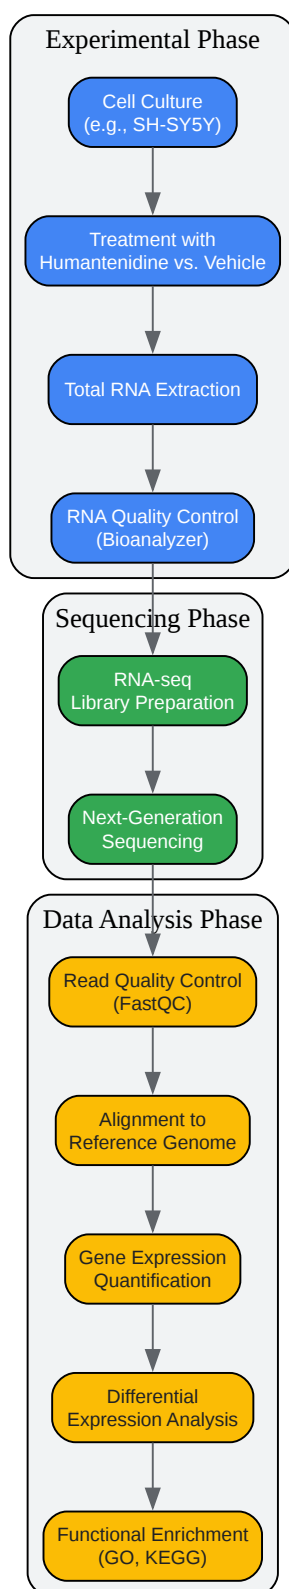 Experimental Phase
Cell Culture
(e.g., SH-SY5Y)
Treatment with
Humantenidine vs. Vehicle
Total RNA Extraction
RNA Quality Control
(Bioanalyzer)
Sequencing Phase
RNA-seq
Library Preparation
Next-Generation
Sequencing
Data Analysis Phase
Read Quality Control
(FastQC)
Alignment to
Reference Genome
Gene Expression
Quantification
Differential
Expression Analysis
Functional Enrichment
(GO, KEGG)